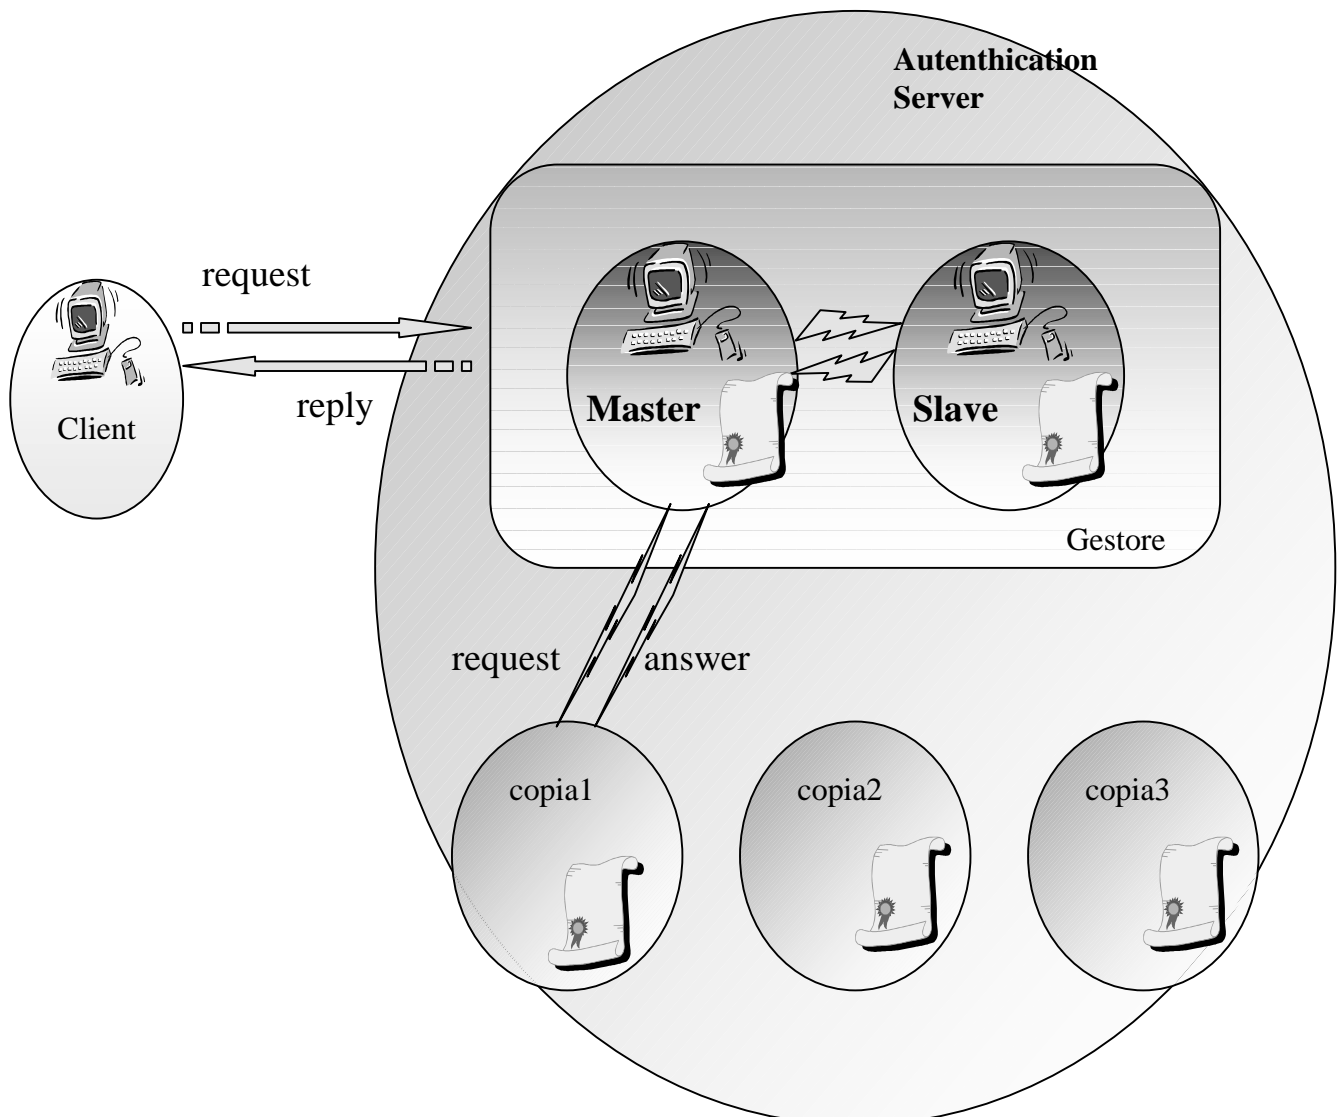 Autenthication
Server
request
reply
Client
Master
Slave
Gestore
request
answer
copia1
copia2
copia3